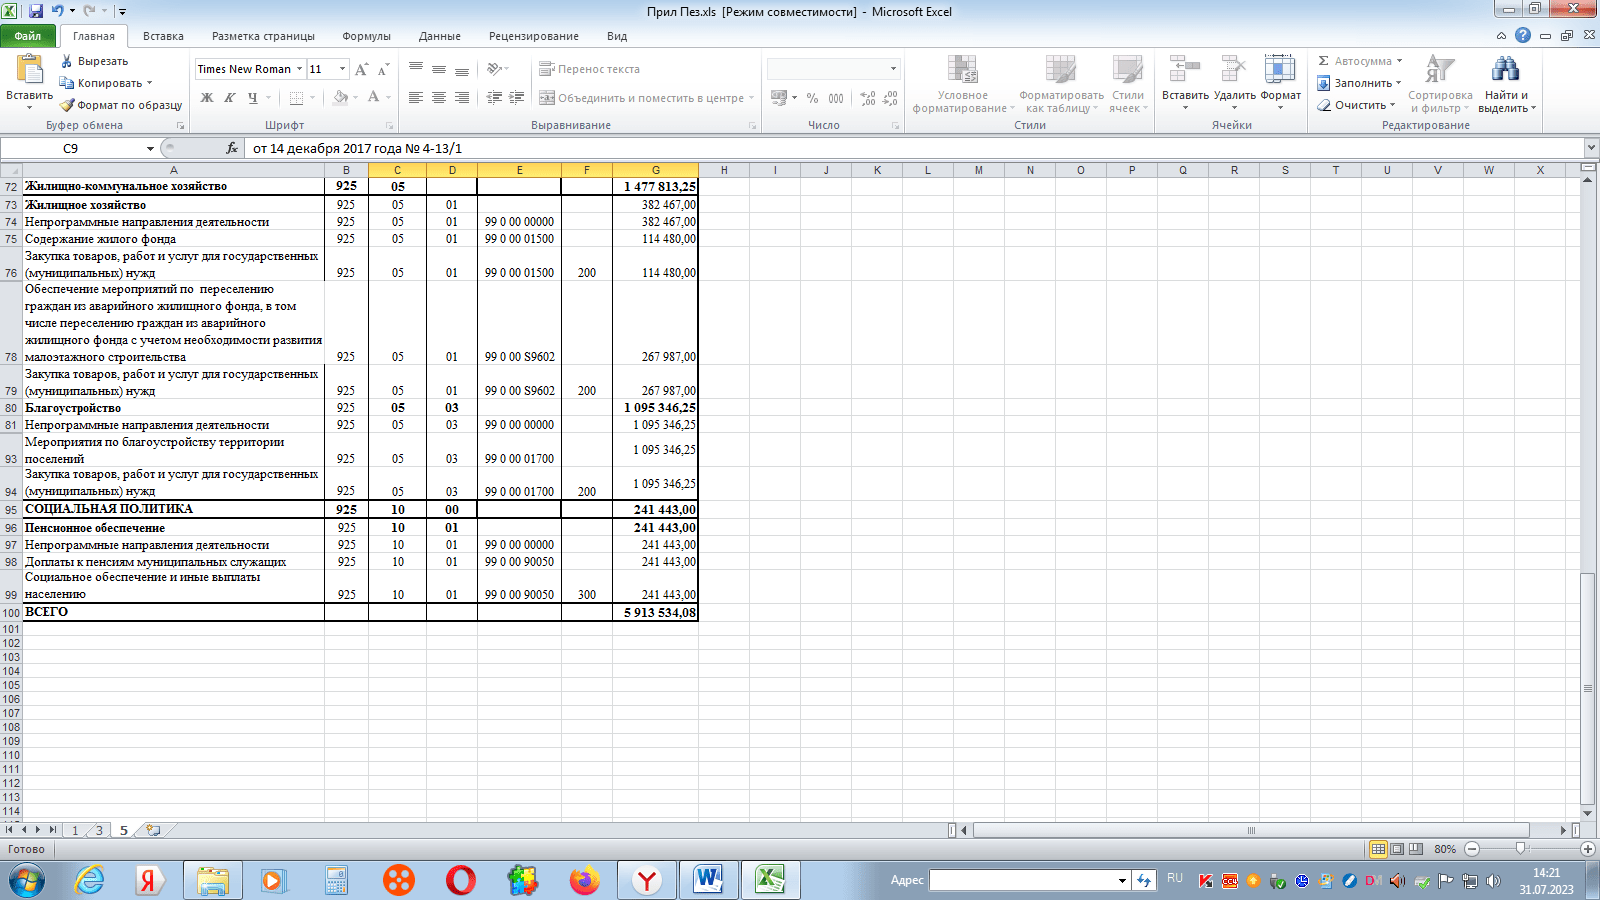 Прил Пез.xls [Режим совместимости] - Microsoft Excel
Файл Главная Вставка Разметка страницы Формулы Данные Рецензирование Вид
Вставить
Вырезать
Копировать
Формат по образцу
Буфер обмена
Times New Roman 11
Ж К Ч
Шрифт
Перенос текста
Объединить и поместить в центре
Выравнивание
% 000
Число
Условное форматирование
Форматировать как таблицу
Стили ячеек
Стили
Вставить Удалить Формат
Ячейки
Σ Автосумма
Заполнить
Очистить
Сортировка и фильтр
Найти и выделить
Редактирование
C9 fx от 14 декабря 2017 года № 4-13/1
A B C D E F G H I J K L M N O P Q R S T U V W X
72 Жилищно-коммунальное хозяйство 925 05 1 477 813,25
73 Жилищное хозяйство 925 05 01 382 467,00
74 Непрограммные направления деятельности 925 05 01 99 0 00 00000 382 467,00
75 Содержание жилого фонда 925 05 01 99 0 00 01500 114 480,00
Закупка товаров, работ и услуг для государственных
76 (муниципальных) нужд 925 05 01 99 0 00 01500 200 114 480,00
Обеспечение мероприятий по переселению
граждан из аварийного жилищного фонда, в том
числе переселению граждан из аварийного
жилищного фонда с учетом необходимости развития
78 малоэтажного строительства 925 05 01 99 0 00 S9602 267 987,00
Закупка товаров, работ и услуг для государственных
79 (муниципальных) нужд 925 05 01 99 0 00 S9602 200 267 987,00
80 Благоустройство 925 05 03 1 095 346,25
81 Непрограммные направления деятельности 925 05 03 99 0 00 00000 1 095 346,25
Мероприятия по благоустройству территории
93 поселений 925 05 03 99 0 00 01700 1 095 346,25
Закупка товаров, работ и услуг для государственных
94 (муниципальных) нужд 925 05 03 99 0 00 01700 200 1 095 346,25
95 СОЦИАЛЬНАЯ ПОЛИТИКА 925 10 00 241 443,00
96 Пенсионное обеспечение 925 10 01 241 443,00
97 Непрограммные направления деятельности 925 10 01 99 0 00 00000 241 443,00
98 Доплаты к пенсиям муниципальных служащих 925 10 01 99 0 00 90050 241 443,00
Социальное обеспечение и иные выплаты
99 населению 925 10 01 99 0 00 90050 300 241 443,00
100 ВСЕГО 5 913 534,08
101
102
103
104
105
106
107
108
109
110
111
112
113
114
1 3 5
Готово 80%
Адрес RU 14:21
31.07.2023